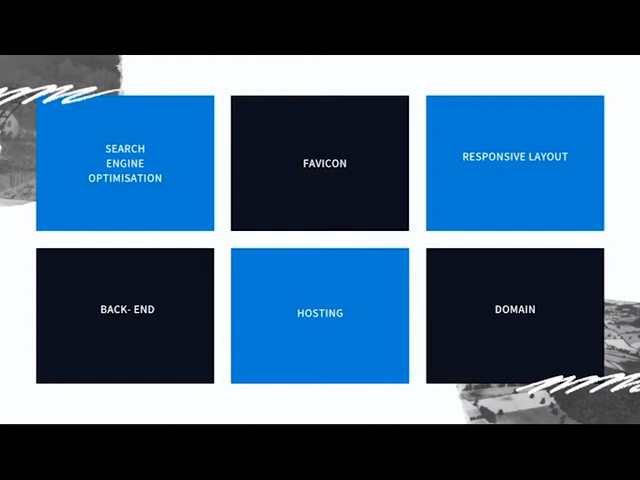 SEARCH
ENGINE
OPTIMISATION
FAVICON
RESPONSIVE LAYOUT
BACK- END
HOSTING
DOMAIN